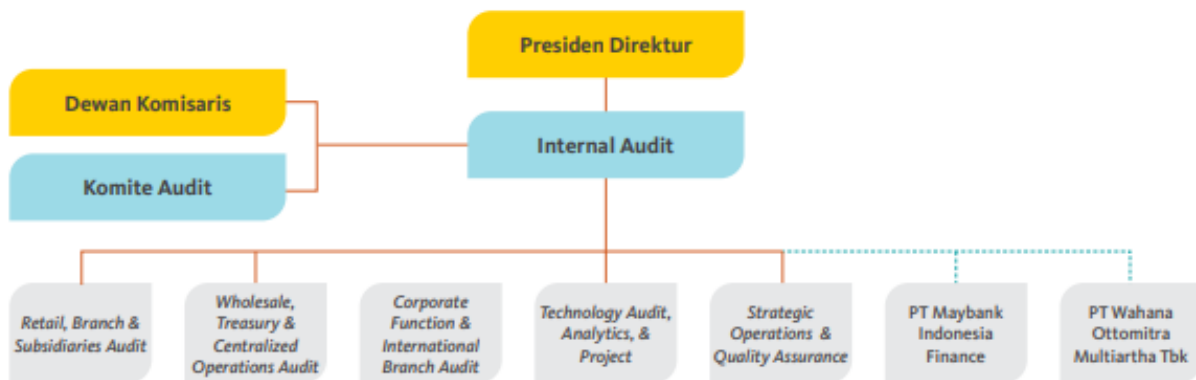 Presiden Direktur
Dewan Komisaris
Internal Audit
Komite Audit
Retail, Branch &
Subsidiaries Audit
Wholesale,
Treasury &
Centralized
Operations Audit
Corporate
Function &
International
Branch Audit
Technology Audit,
Analytics, &
Project
Strategic
Operations &
Quality Assurance
PT Maybank
Indonesia
Finance
PT Wahana
Ottomitra
Multiartha Tbk